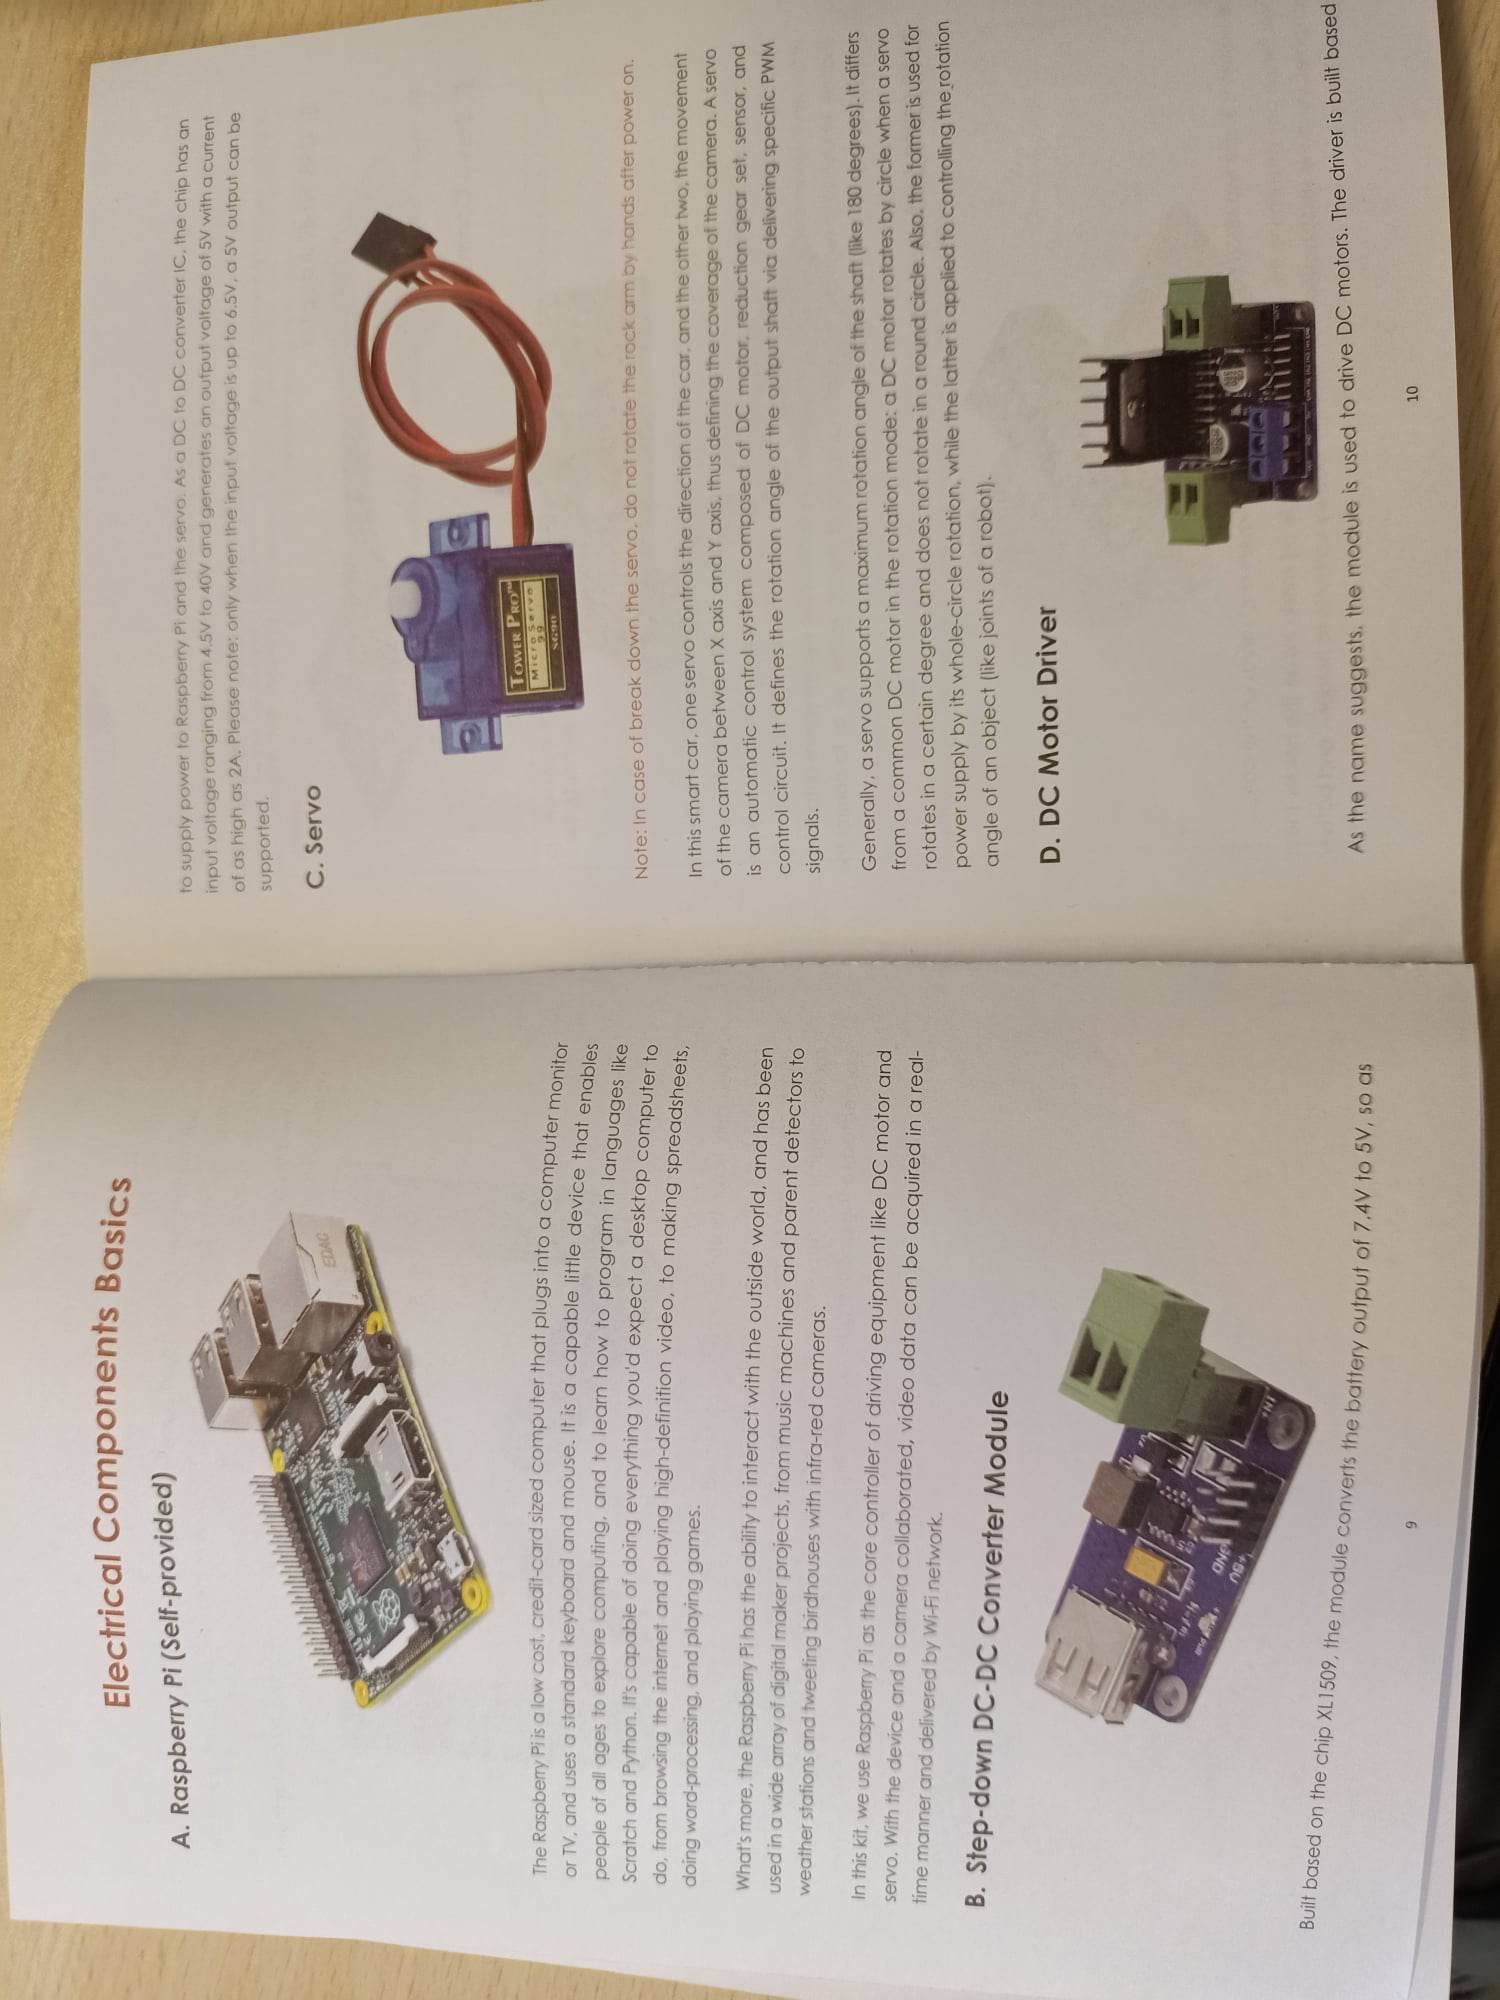 Electrical Components Basics
A. Raspberry Pi (Self-provided)
EDAC
The Raspberry Pi is a low cost, credit-card sized computer that plugs into a computer monitor
or TV, and uses a standard keyboard and mouse. It is a capable little device that enables
people of all ages to explore computing, and to learn how to program in languages like
Scratch and Python. It's capable of doing everything you'd expect a desktop computer to
do, from browsing the internet and playing high-definition video, to making spreadsheets,
doing word-processing, and playing games.
What's more, the Raspberry Pi has the ability to interact with the outside world, and has been
used in a wide array of digital maker projects, from music machines and parent detectors to
weather stations and tweeting birdhouses with infra-red cameras.
In this kit, we use Raspberry Pi as the core controller of driving equipment like DC motor and
servo. With the device and a camera collaborated, video data can be acquired in a real-
time manner and delivered by Wi-Fi network.
B. Step-down DC-DC Converter Module
IN+
GND
Built based on the chip XL1509, the module converts the battery output of 7.4V to 5V, so as
9
to supply power to Raspberry Pi and the servo. As a DC to DC converter IC, the chip has an
input voltage ranging from 4.5V to 40V and generates an output voltage of 5V with a current
of as high as 2A. Please note: only when the input voltage is up to 6.5V, a 5V output can be
supported.
C. Servo
TOWER PRO™
Micro Servo
9g
SG90
Note: In case of break down the servo, do not rotate the rock arm by hands after power on.
In this smart car, one servo controls the direction of the car, and the other two, the movement
of the camera between X axis and Y axis, thus defining the coverage of the camera. A servo
is an automatic control system composed of DC motor, reduction gear set, sensor, and
control circuit. It defines the rotation angle of the output shaft via delivering specific PWM
signals.
Generally, a servo supports a maximum rotation angle of the shaft (like 180 degrees). It differs
from a common DC motor in the rotation mode: a DC motor rotates by circle when a servo
rotates in a certain degree and does not rotate in a round circle. Also, the former is used for
power supply by its whole-circle rotation, while the latter is applied to controlling the rotation
angle of an object (like joints of a robot).
D. DC Motor Driver
As the name suggests, the module is used to drive DC motors. The driver is built based
10